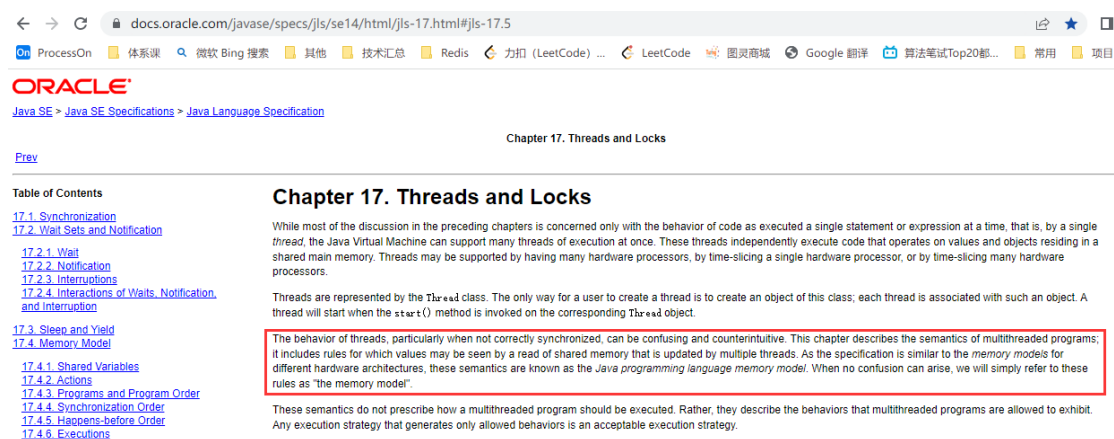 docs.oracle.com/javase/specs/jls/se14/html/jls-17.html#jls-17.5
On ProcessOn 体系课 微软 Bing 搜索 其他 技术汇总 Redis 力扣（LeetCode）... LeetCode 图灵商城 Google 翻译 算法笔试Top20都... 常用 项目
ORACLE
Java SE > Java SE Specifications > Java Language Specification
Chapter 17. Threads and Locks
Prev
Table of Contents
17.1. Synchronization
17.2. Wait Sets and Notification
17.2.1. Wait
17.2.2. Notification
17.2.3. Interruptions
17.2.4. Interactions of Waits, Notification,
and Interruption
17.3. Sleep and Yield
17.4. Memory Model
17.4.1. Shared Variables
17.4.2. Actions
17.4.3. Programs and Program Order
17.4.4. Synchronization Order
17.4.5. Happens-before Order
17.4.6. Executions
Chapter 17. Threads and Locks
While most of the discussion in the preceding chapters is concerned only with the behavior of code as executed a single statement or expression at a time, that is, by a single
thread, the Java Virtual Machine can support many threads of execution at once. These threads independently execute code that operates on values and objects residing in a
shared main memory. Threads may be supported by having many hardware processors, by time-slicing a single hardware processor, or by time-slicing many hardware
processors.
Threads are represented by the Thread class. The only way for a user to create a thread is to create an object of this class; each thread is associated with such an object. A
thread will start when the start() method is invoked on the corresponding Thread object.
The behavior of threads, particularly when not correctly synchronized, can be confusing and counterintuitive. This chapter describes the semantics of multithreaded programs;
it includes rules for which values may be seen by a read of shared memory that is updated by multiple threads. As the specification is similar to the memory models for
different hardware architectures, these semantics are known as the Java programming language memory model. When no confusion can arise, we will simply refer to these
rules as "the memory model".
These semantics do not prescribe how a multithreaded program should be executed. Rather, they describe the behaviors that multithreaded programs are allowed to exhibit.
Any execution strategy that generates only allowed behaviors is an acceptable execution strategy.